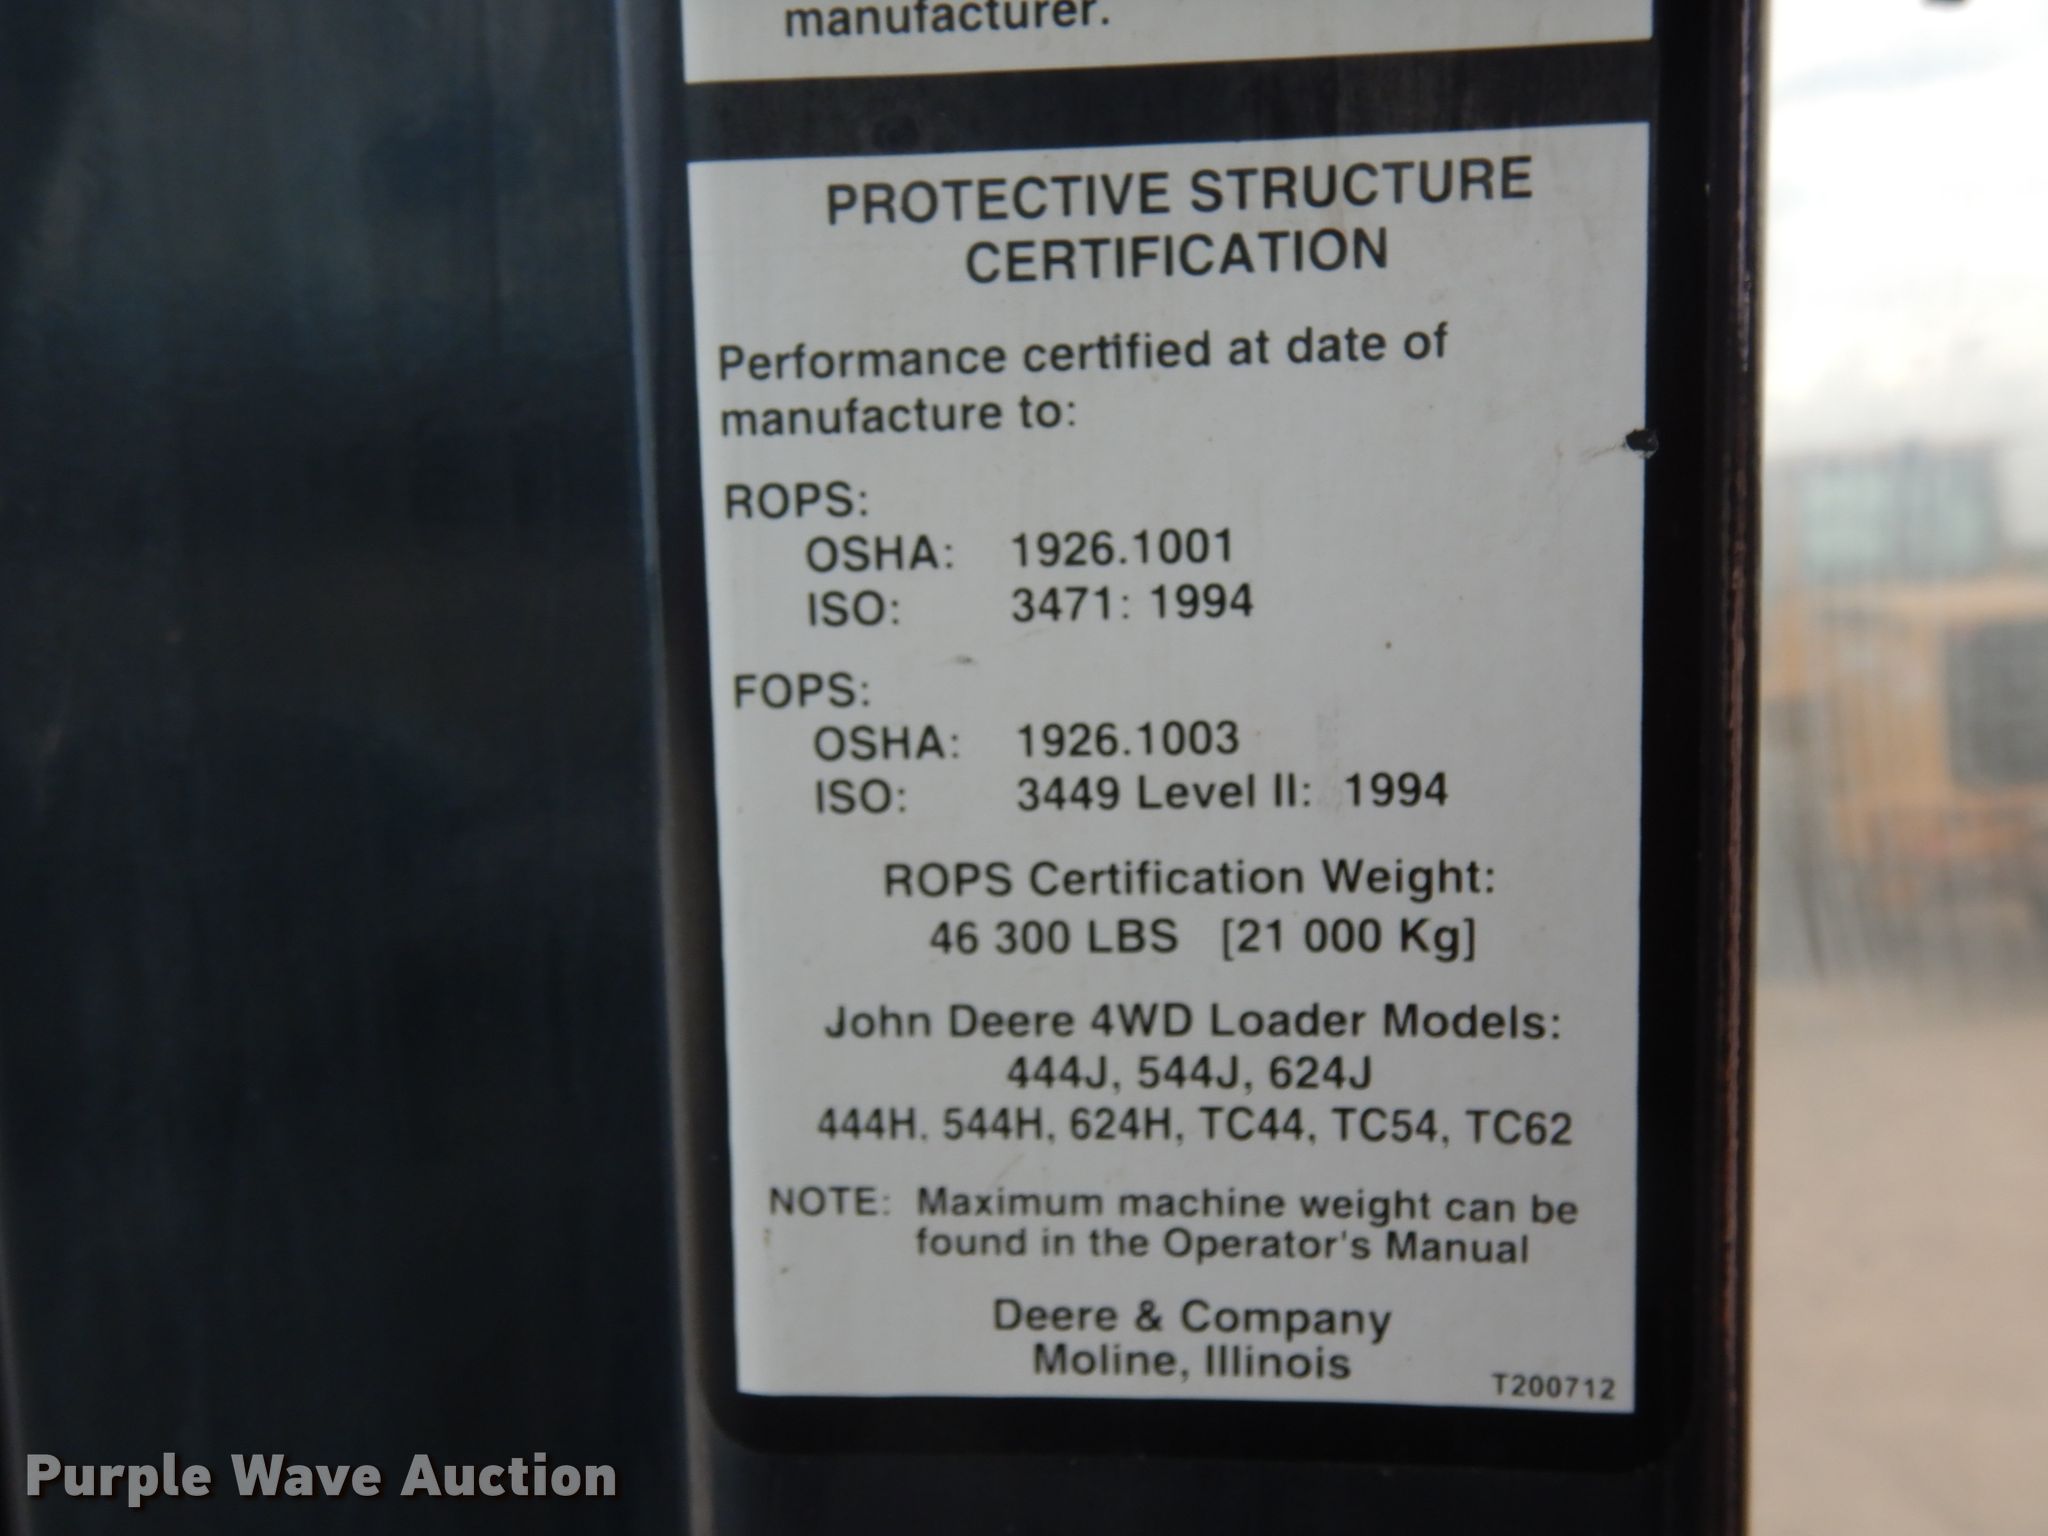 manufacturer.
PROTECTIVE STRUCTURE
CERTIFICATION
Performance certified at date of
manufacture to:
ROPS:
OSHA: 1926.1001
ISO: 3471: 1994
FOPS:
OSHA: 1926.1003
ISO: 3449 Level II: 1994
ROPS Certification Weight:
46 300 LBS [21 000 Kg]
John Deere 4WD Loader Models:
444J, 544J, 624J
444H, 544H, 624H, TC44, TC54, TC62
NOTE: Maximum machine weight can be
found in the Operator's Manual
Deere & Company
Moline, Illinois
T200712
Purple Wave Auction